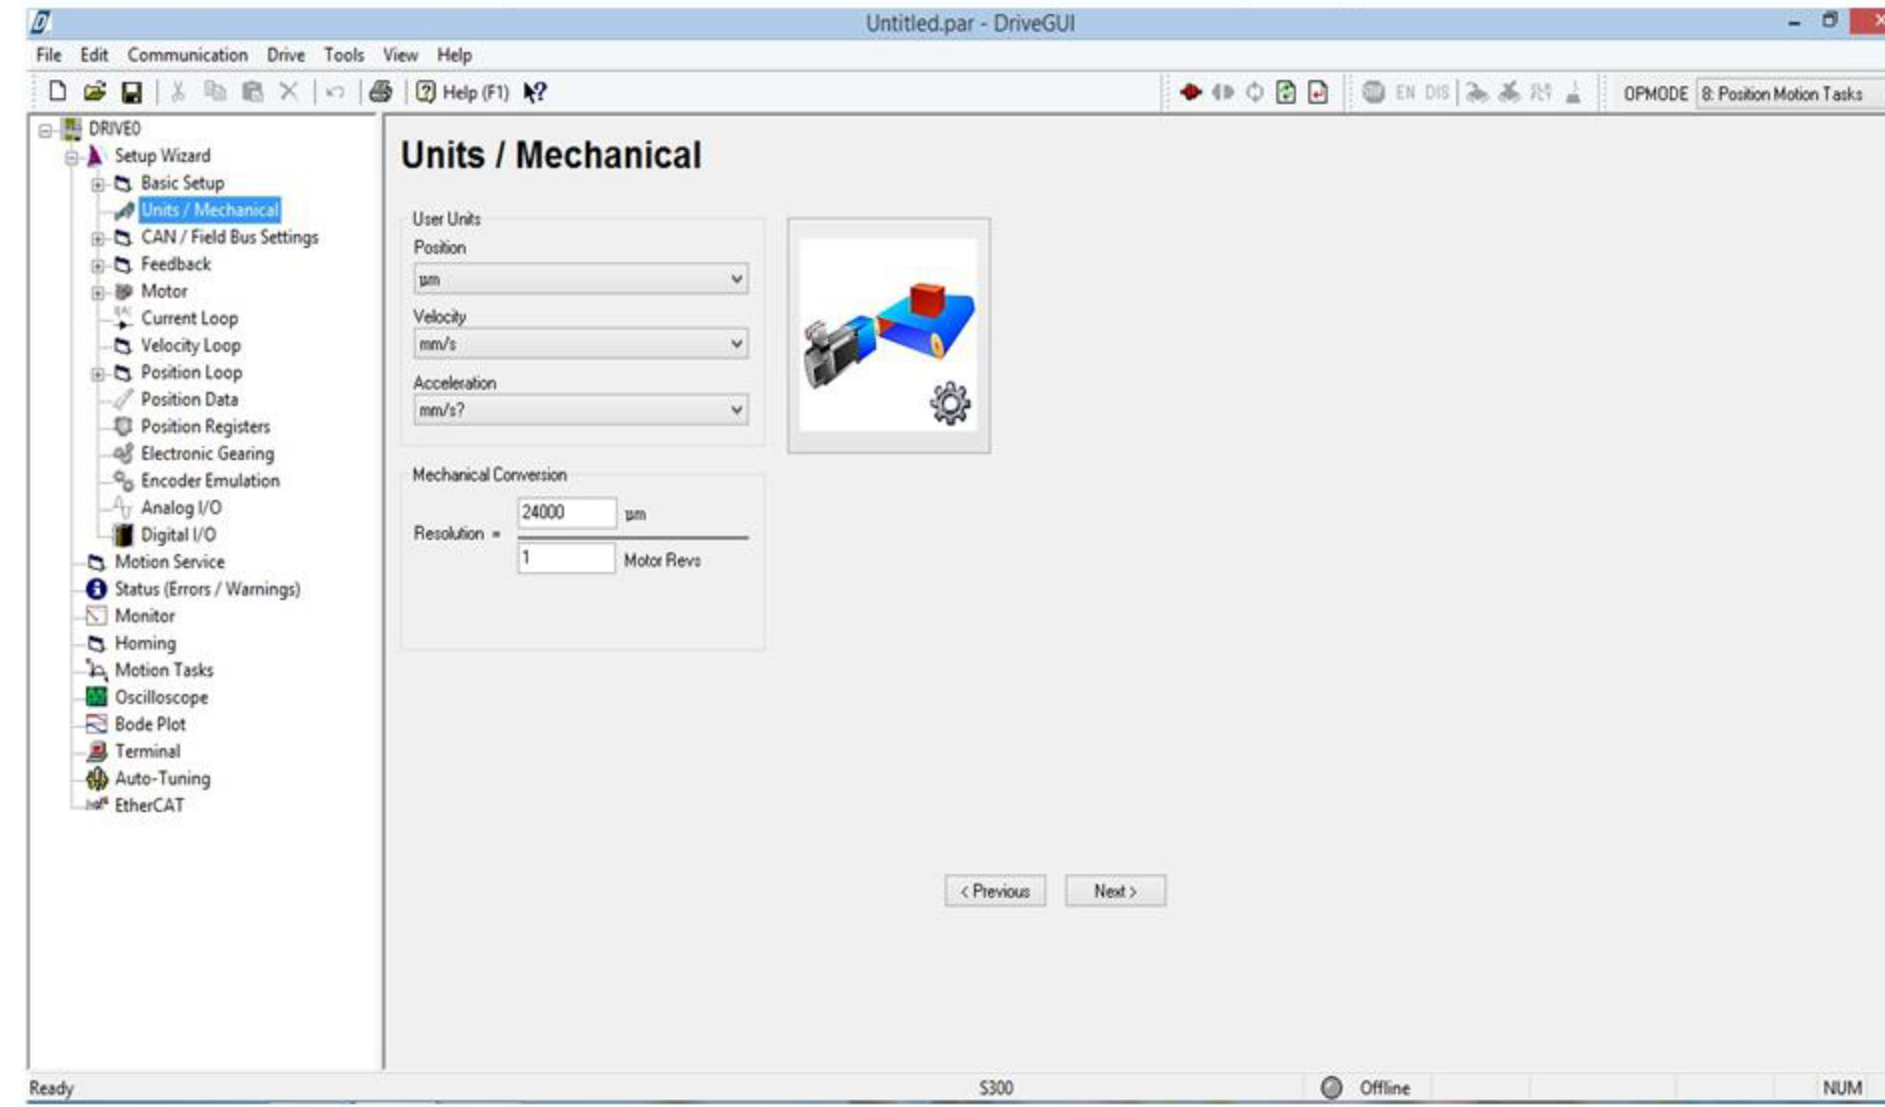 Untitled.par - DriveGUI
File Edit Communication Drive Tools View Help
Help (F1) EN DIS OPMODE 8: Position Motion Tasks
DRIVE0
Setup Wizard
Basic Setup
Units / Mechanical
CAN / Field Bus Settings
Feedback
Motor
Current Loop
Velocity Loop
Position Loop
Position Data
Position Registers
Electronic Gearing
Encoder Emulation
Analog I/O
Digital I/O
Motion Service
Status (Errors / Warnings)
Monitor
Homing
Motion Tasks
Oscilloscope
Bode Plot
Terminal
Auto-Tuning
EtherCAT
Units / Mechanical
User Units
Position
µm
Velocity
mm/s
Acceleration
mm/s?
Mechanical Conversion
24000 µm
Resolution =
1 Motor Revs
< Previous Next >
Ready S300 Offline NUM